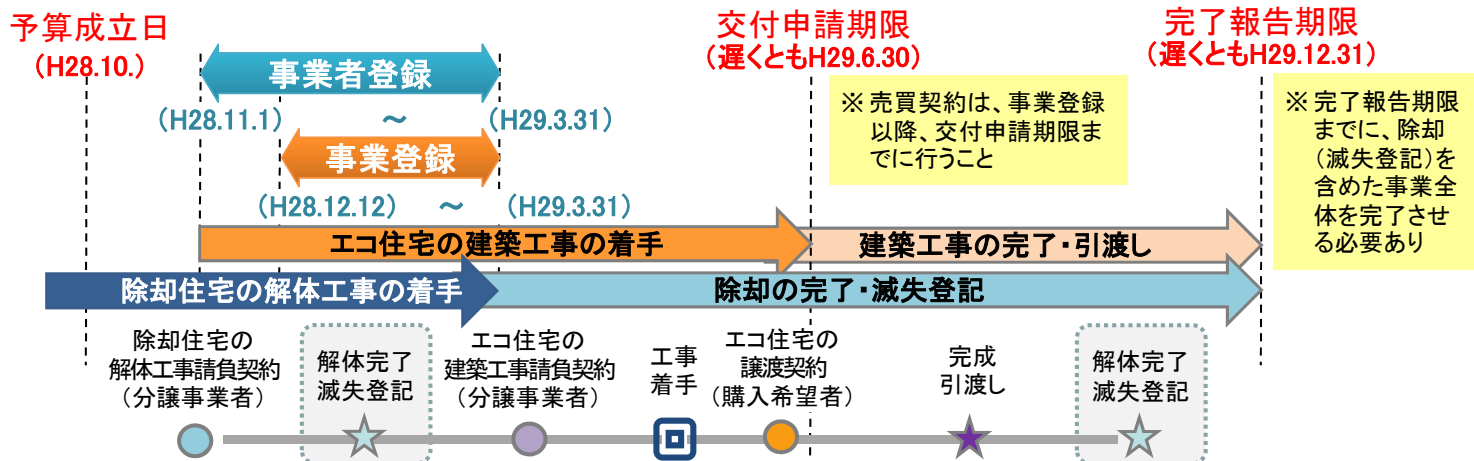 予算成立日
(H28.10.)
交付申請期限
(遅くともH29.6.30)
完了報告期限
(遅くともH29.12.31)
事業者登録
(H28.11.1) ～ (H29.3.31)
事業登録
(H28.12.12) ～ (H29.3.31)
※ 売買契約は、事業登録
以降、交付申請期限ま
でに行うこと
※ 完了報告期限
までに、除却
(滅失登記)を
含めた事業全
体を完了させ
る必要あり
エコ住宅の建築工事の着手
建築工事の完了・引渡し
除却住宅の解体工事の着手
除却の完了・滅失登記
除却住宅の
解体工事請負契約
(分譲事業者)
解体完了
滅失登記
エコ住宅の
建築工事請負契約
(分譲事業者)
工事
着手
エコ住宅の
譲渡契約
(購入希望者)
完成
引渡し
解体完了
滅失登記